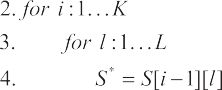 2. for i :1…K
3. for l :1…L
4. S* = S[i−1][l]